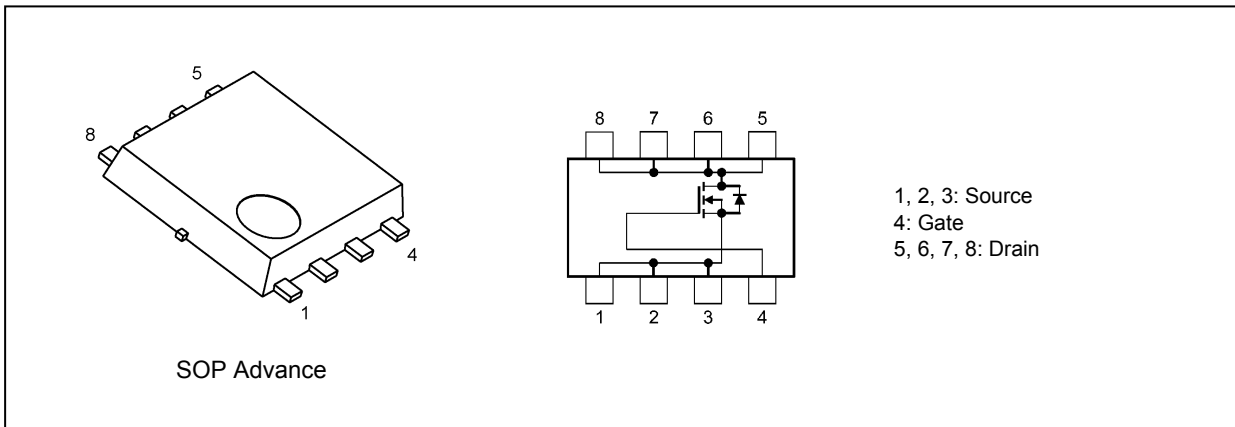 5
8
4
1
SOP Advance
8 7 6 5
1 2 3 4
1, 2, 3: Source
4: Gate
5, 6, 7, 8: Drain